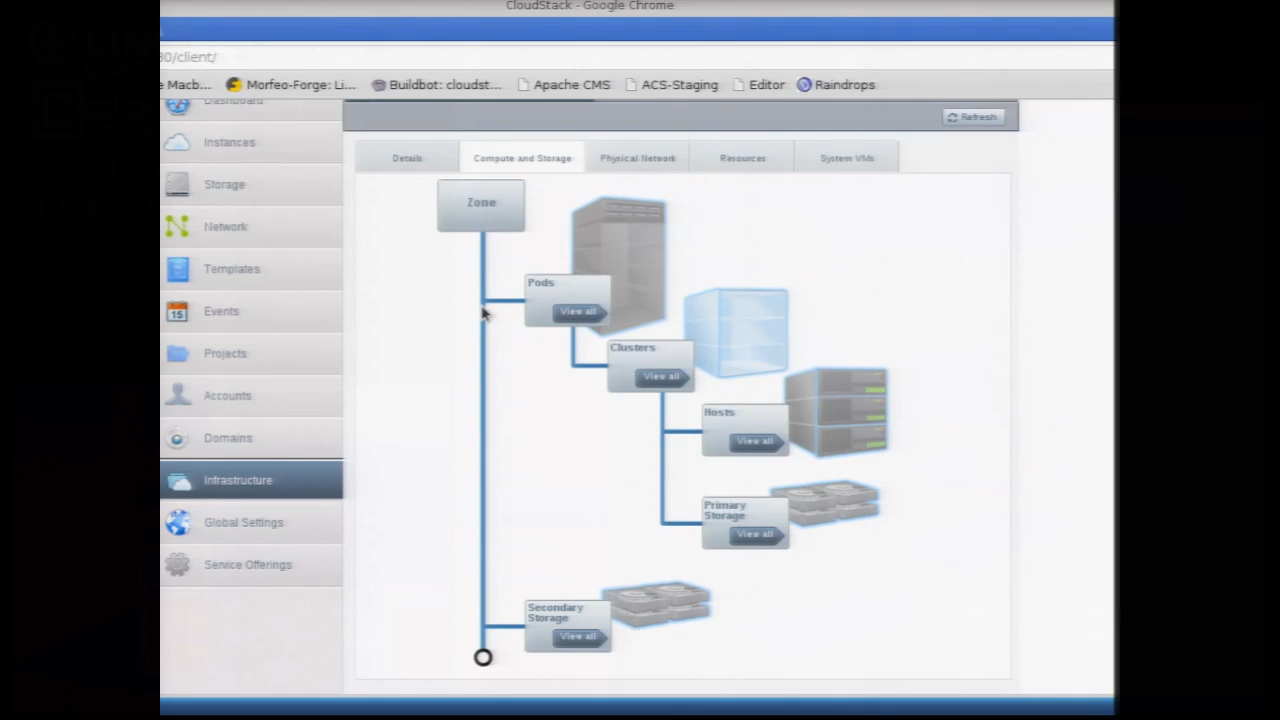 CloudStack - Google Chrome
30/client/
e Macb...
Morfeo-Forge: Li...
Buildbot: cloudst...
Apache CMS
ACS-Staging
Editor
Raindrops
Dashboard
Refresh
Instances
Storage
Network
Templates
15
Events
Projects
Accounts
Domains
Infrastructure
Global Settings
Service Offerings
Details
Compute and Storage
Physical Network
Resources
System VMs
Zone
Pods
View all
Clusters
View all
Hosts
View all
Primary
Storage
View all
Secondary
Storage
View all